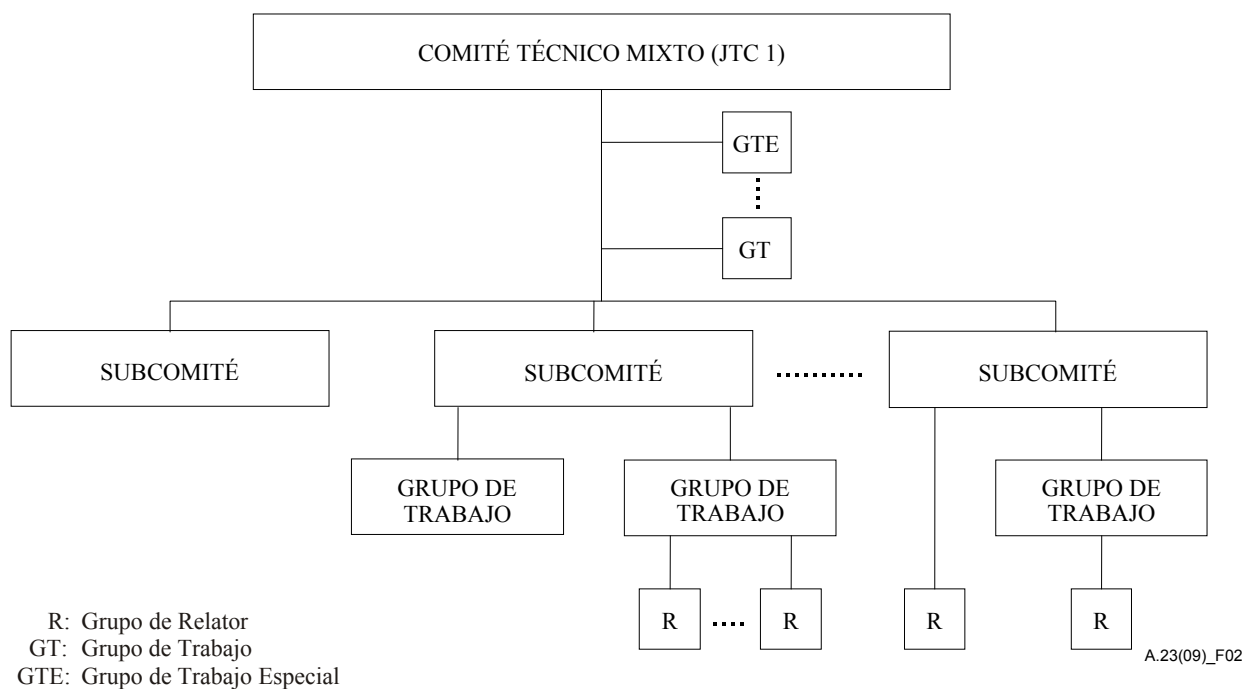 COMITÉ TÉCNICO MIXTO (JTC 1)
GTE
GT
SUBCOMITÉ
SUBCOMITÉ
SUBCOMITÉ
GRUPO DE
TRABAJO
GRUPO DE
TRABAJO
GRUPO DE
TRABAJO
R
R
R
R
R: Grupo de Relator
GT: Grupo de Trabajo
GTE: Grupo de Trabajo Especial
A.23(09)_F02